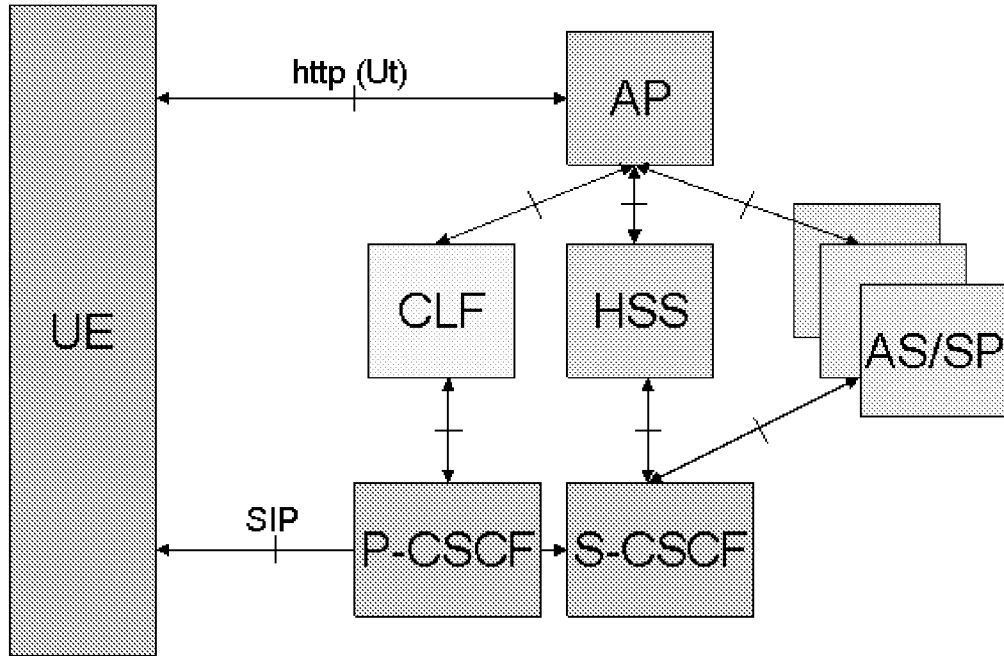 http (Ut)
AP
UE
CLF
HSS
AS/SP
SIP
P-CSCF
S-CSCF